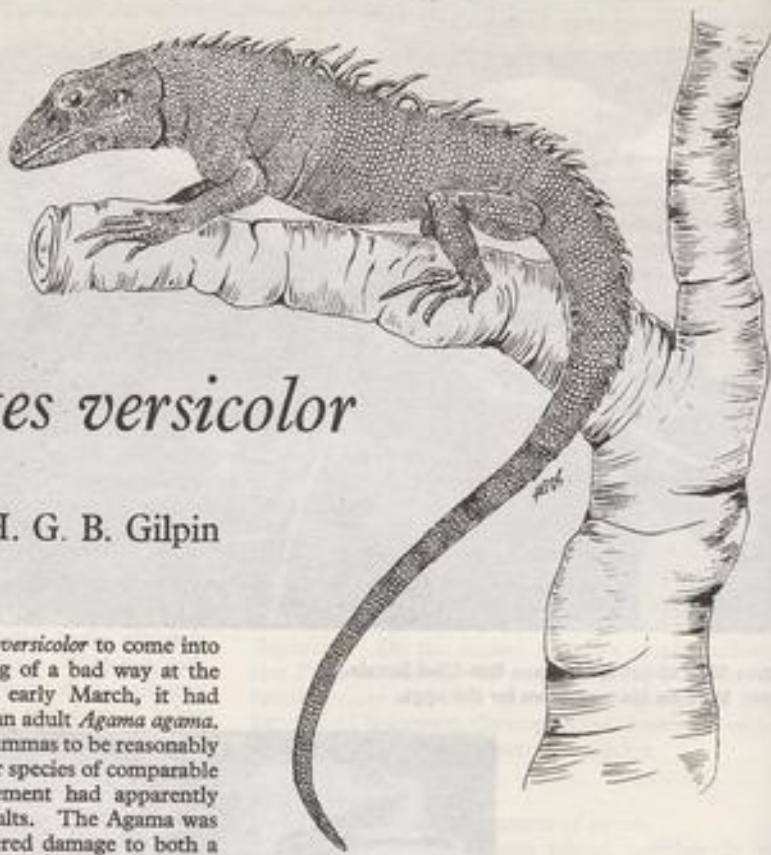 es versicolor
H. G. B. Gilpin
versicolor to come into
g of a bad way at the
early March, it had
an adult Agama agama.
mmas to be reasonably
r species of comparable
ement had apparently
alts. The Agama was
red damage to both a